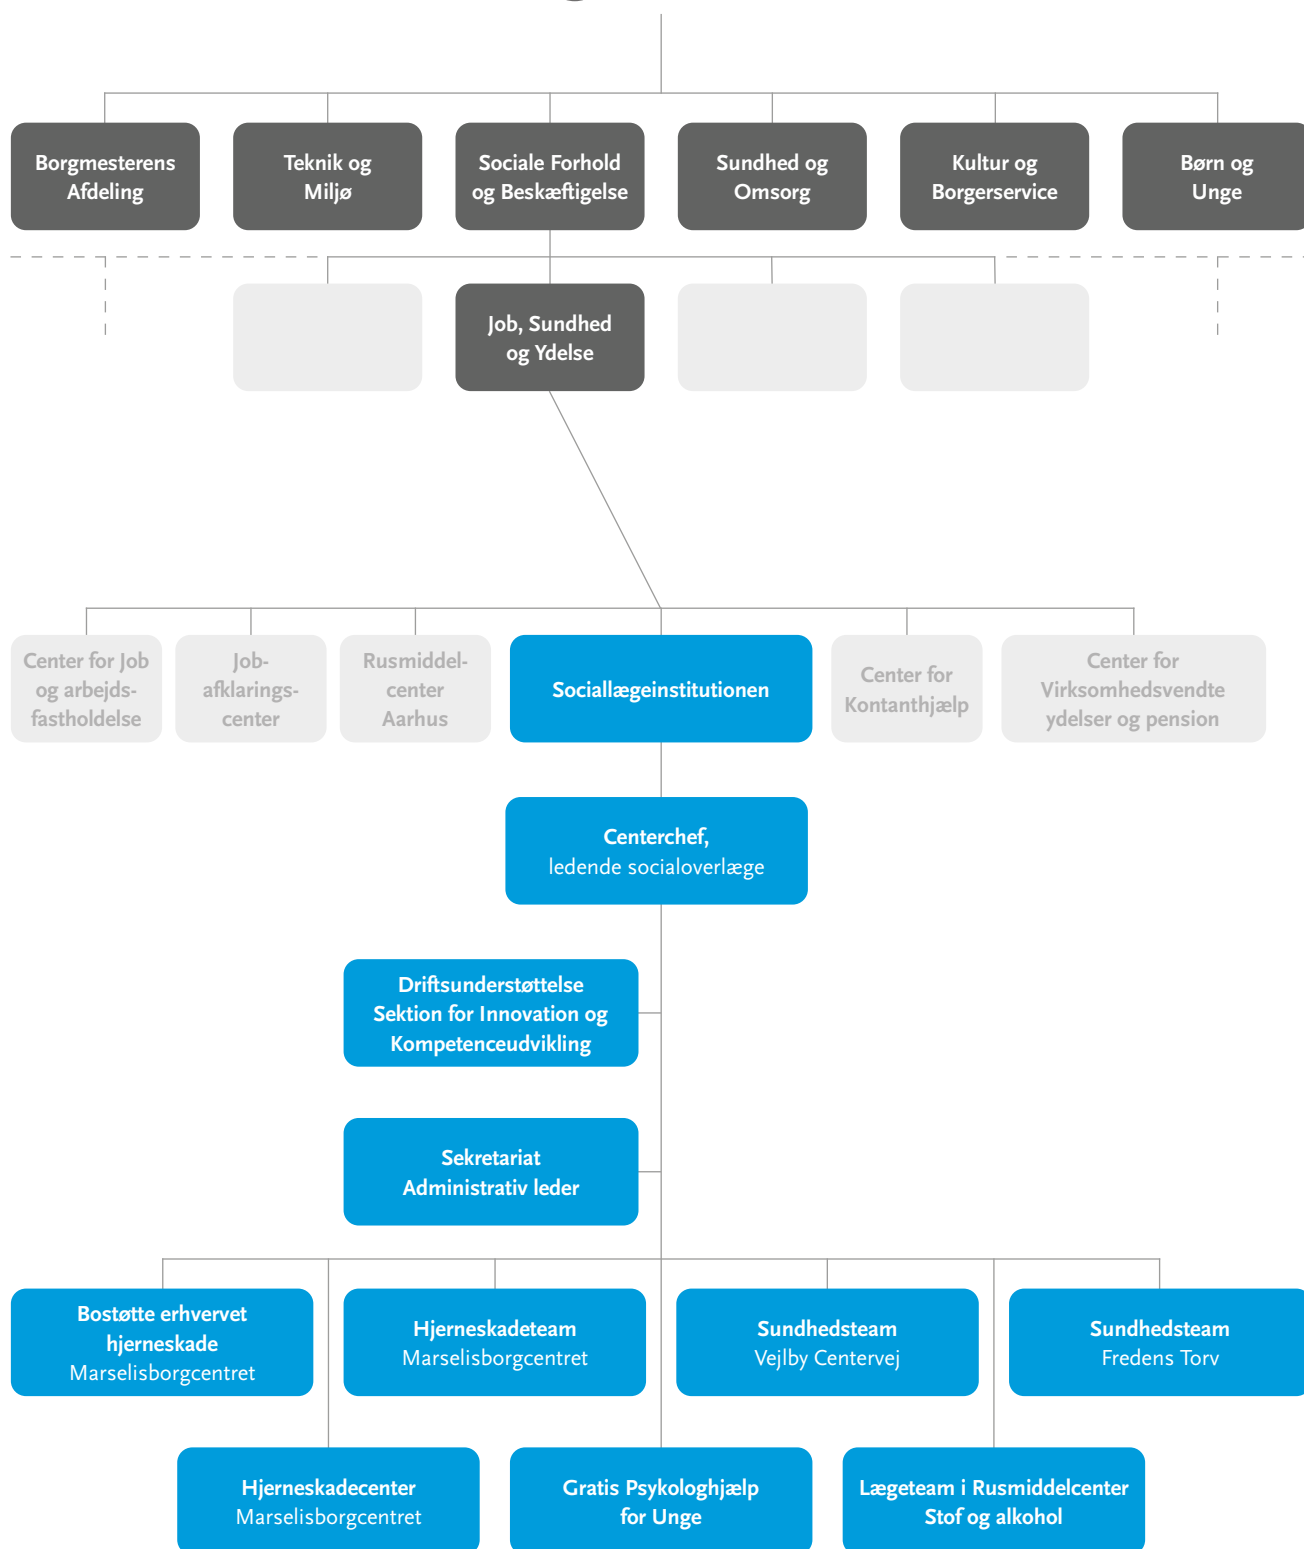 Borgmesterens
Afdeling
Teknik og
Miljø
Sociale Forhold
og Beskæftigelse
Sundhed og
Omsorg
Kultur og
Borgerservice
Børn og
Unge
Job, Sundhed
og Ydelse
Center for Job
og arbejds-
fastholdelse
Job-
afklarings-
center
Rusmiddel-
center
Aarhus
Sociallægeinstitutionen
Center for
Kontanthjælp
Center for
Virksomhedsvendte
ydelser og pension
Centerchef,
ledende socialoverlæge
Driftsunderstøttelse
Sektion for Innovation og
Kompetenceudvikling
Sekretariat
Administrativ leder
Bostøtte erhvervet
hjerneskade
Marselisborgcentret
Hjerneskadeteam
Marselisborgcentret
Sundhedsteam
Vejlby Centervej
Sundhedsteam
Fredens Torv
Hjerneskadecenter
Marselisborgcentret
Gratis Psykologhjælp
for Unge
Lægeteam i Rusmiddelcenter
Stof og alkohol